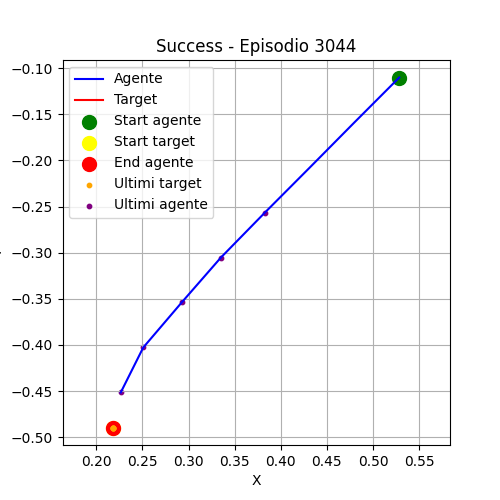 Success - Episodio 3044
Agente
Target
Start agente
Start target
End agente
Ultimi target
Ultimi agente
−0.10
−0.15
−0.20
−0.25
−0.30
−0.35
−0.40
−0.45
−0.50
0.20 0.25 0.30 0.35 0.40 0.45 0.50 0.55
X